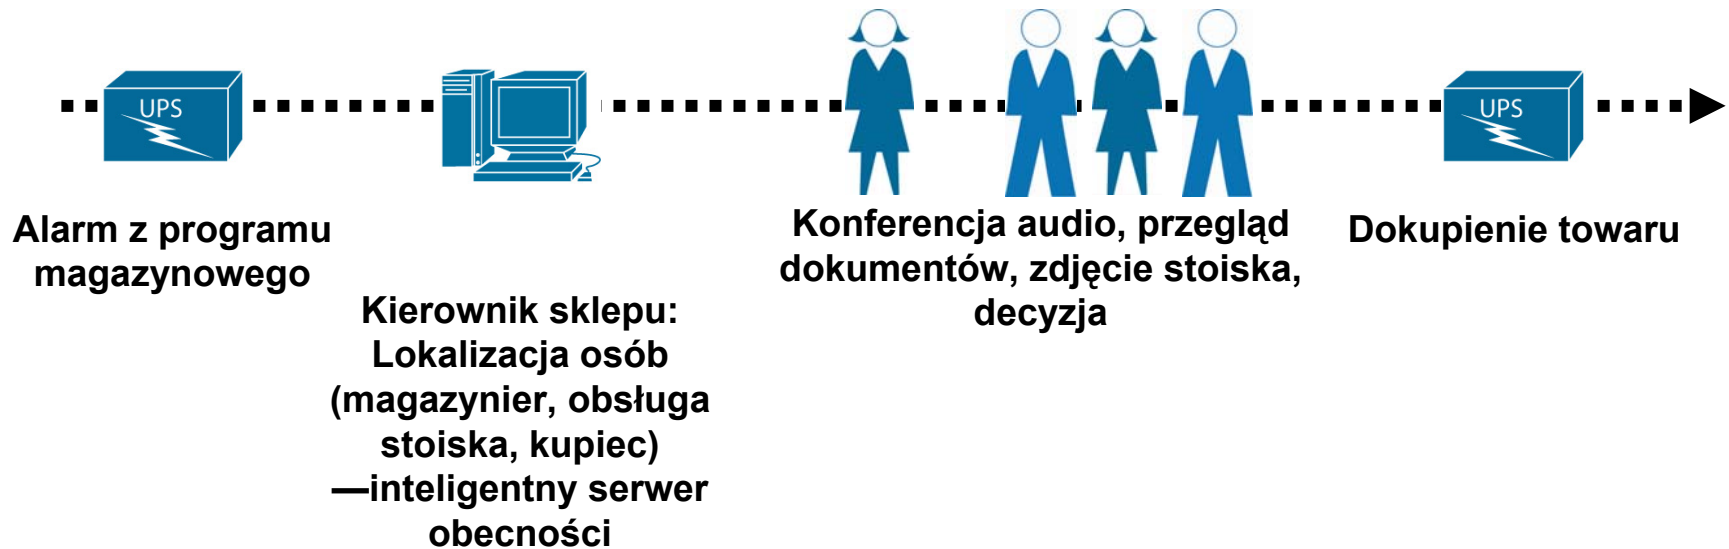 UPS
UPS
Alarm z programu
magazynowego
Kierownik sklepu:
Lokalizacja osób
(magazynier, obsługa
stoiska, kupiec)
—inteligentny serwer
obecności
Konferencja audio, przegląd
dokumentów, zdjęcie stoiska,
decyzja
Dokupienie towaru